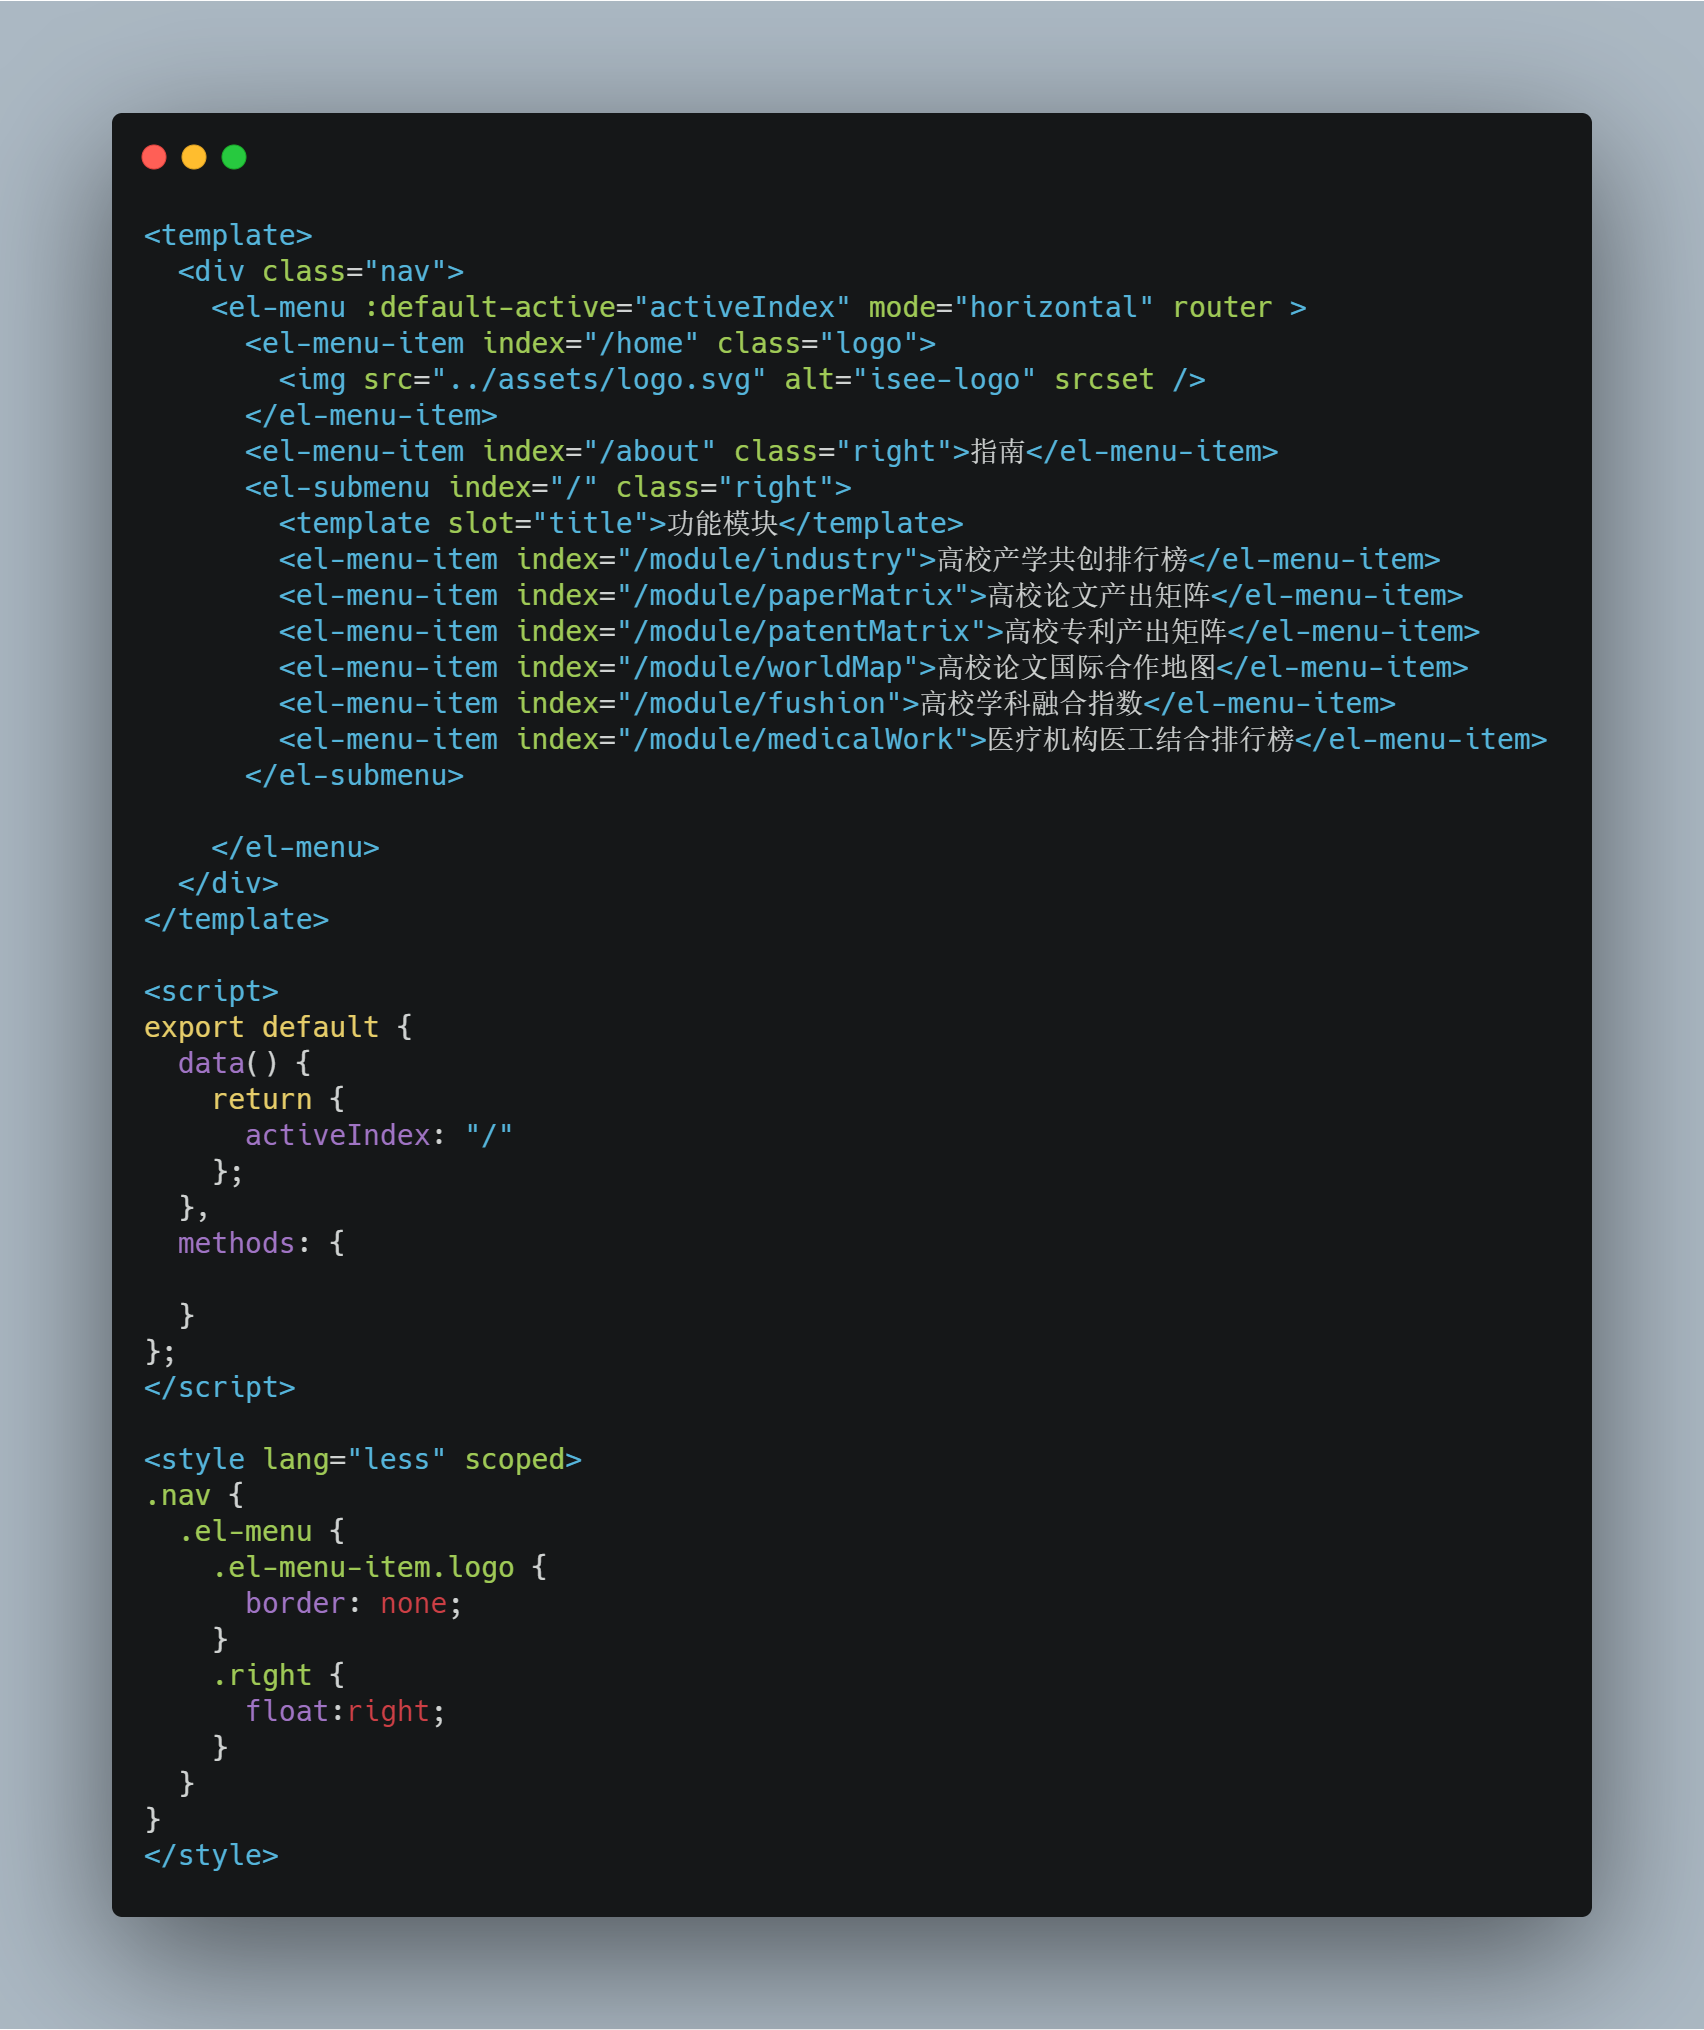 <template>
  <div class="nav">
    <el-menu :default-active="activeIndex" mode="horizontal" router >
      <el-menu-item index="/home" class="logo">
        <img src="../assets/logo.svg" alt="isee-logo" srcset />
      </el-menu-item>
      <el-menu-item index="/about" class="right">指南</el-menu-item>
      <el-submenu index="/" class="right">
        <template slot="title">功能模块</template>
        <el-menu-item index="/module/industry">高校产学共创排行榜</el-menu-item>
        <el-menu-item index="/module/paperMatrix">高校论文产出矩阵</el-menu-item>
        <el-menu-item index="/module/patentMatrix">高校专利产出矩阵</el-menu-item>
        <el-menu-item index="/module/worldMap">高校论文国际合作地图</el-menu-item>
        <el-menu-item index="/module/fushion">高校学科融合指数</el-menu-item>
        <el-menu-item index="/module/medicalWork">医疗机构医工结合排行榜</el-menu-item>
      </el-submenu>

    </el-menu>
  </div>
</template>

<script>
export default {
  data() {
    return {
      activeIndex: "/"
    };
  },
  methods: {

  }
};
</script>

<style lang="less" scoped>
.nav {
  .el-menu {
    .el-menu-item.logo {
      border: none;
    }
    .right {
      float:right;
    }
  }
}
</style>